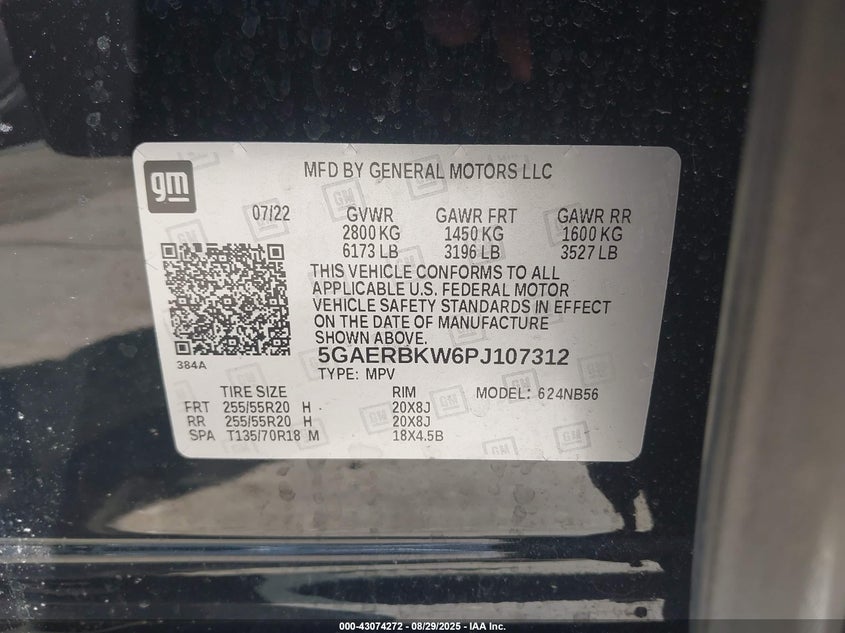 gm
MFD BY GENERAL MOTORS LLC
07/22 GVWR GAWR FRT GAWR RR
2800 KG 1450 KG 1600 KG
6173 LB 3196 LB 3527 LB
THIS VEHICLE CONFORMS TO ALL
APPLICABLE U.S. FEDERAL MOTOR
VEHICLE SAFETY STANDARDS IN EFFECT
ON THE DATE OF MANUFACTURE
SHOWN ABOVE.
384A
5GAERBKW6PJ107312
TYPE: MPV
TIRE SIZE RIM MODEL: 624NB56
FRT 255/55R20 H 20X8J
RR 255/55R20 H 20X8J
SPA T135/70R18 M 18X4.5B
000-43074272 - 08/29/2025 - IAA Inc.